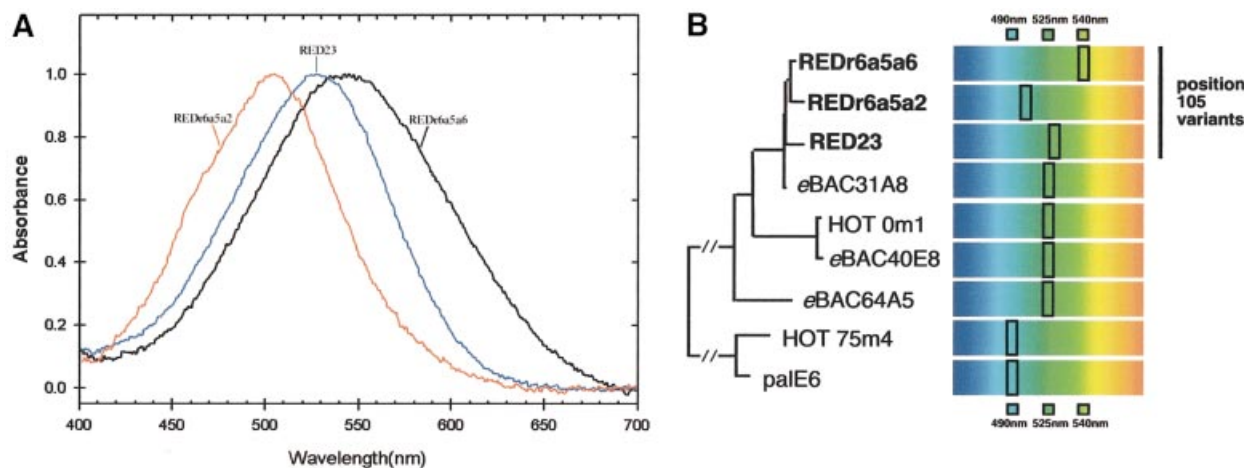 A
RED23
REDr6a5a2
REDr6a5a6
1.0
0.8
0.6
0.4
0.2
0.0
Absorbance
400
450
500
550
600
650
700
Wavelength(nm)
B
490nm
525nm
540nm
REDr6a5a6
REDr6a5a2
RED23
eBAC31A8
HOT 0m1
eBAC40E8
eBAC64A5
HOT 75m4
palE6
position
105
variants
490nm
525nm
540nm